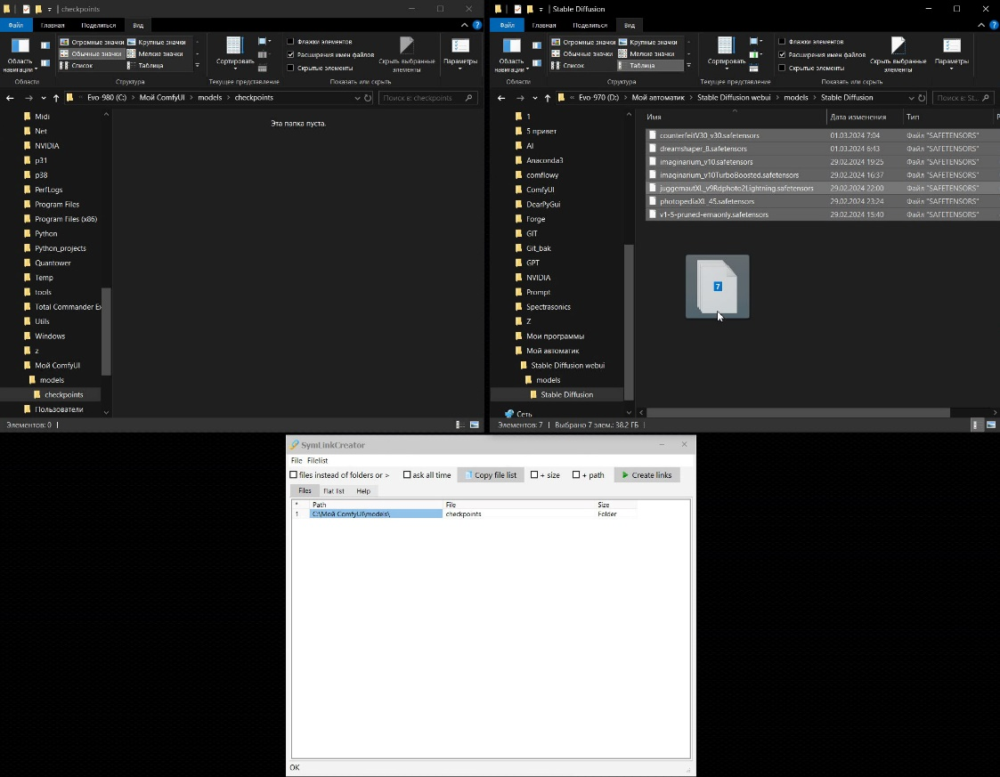 checkpoints
Файл
Главная
Поделиться
Вид
Область навигации
Огромные значки
Крупные значки
Обычные значки
Мелкие значки
Список
Таблица
Сортировать
Флажки элементов
Расширения имен файлов
Скрытые элементы
Скрыть выбранные элементы
Параметры
Области
Структура
Текущее представление
Показать или скрыть
« Evo-980 (C:) > Мой ComfyUI > models > checkpoints
Поиск в: checkpoints
Midi
Net
NVIDIA
p31
p38
PerfLogs
Program Files
Program Files (x86)
Python
Python_projects
Quantower
Temp
tools
Total Commander Ex
Utils
Windows
z
Мой ComfyUI
models
checkpoints
Пользователи
Эта папка пуста.
Элементов: 0
Stable Diffusion
Файл
Главная
Поделиться
Вид
Область навигации
Огромные значки
Крупные значки
Обычные значки
Мелкие значки
Список
Таблица
Сортировать
Флажки элементов
Расширения имен файлов
Скрытые элементы
Скрыть выбранные элементы
Параметры
Области
Структура
Текущее представление
Показать или скрыть
« Evo-970 (D:) > Мой автоматик > Stable Diffusion webui > models > Stable Diffusion
Поиск в: St...
1
5 привет
AI
Anaconda3
comflowy
ComfyUI
DearPyGui
Forge
GIT
Git_bak
GPT
NVIDIA
Prompt
Spectrasonics
Z
Мои программы
Мой автоматик
Stable Diffusion webui
models
Stable Diffusion
Сеть
Имя Дата изменения Тип Р
counterfeitV30_v30.safetensors 01.03.2024 7:04 Файл "SAFETENSORS"
dreamshaper_8.safetensors 01.03.2024 6:43 Файл "SAFETENSORS"
imaginarium_v10.safetensors 29.02.2024 19:25 Файл "SAFETENSORS"
imaginarium_v10TurboBoosted.safetensors 29.02.2024 16:37 Файл "SAFETENSORS"
juggernautXL_v9Rdphoto2Lightning.safetensors 29.02.2024 22:00 Файл "SAFETENSORS"
photopediaXL_45.safetensors 29.02.2024 23:24 Файл "SAFETENSORS"
v1-5-pruned-emaonly.safetensors 29.02.2024 15:40 Файл "SAFETENSORS"
7
Элементов: 7 Выбрано 7 элем.: 38,2 ГБ
SymLinkCreator
File Filelist
files instead of folders or > ask all time Copy file list + size + path Create links
Files Flat list Help
* Path File Size
1 C:\Мой ComfyUI\models\ checkpoints Folder
OK